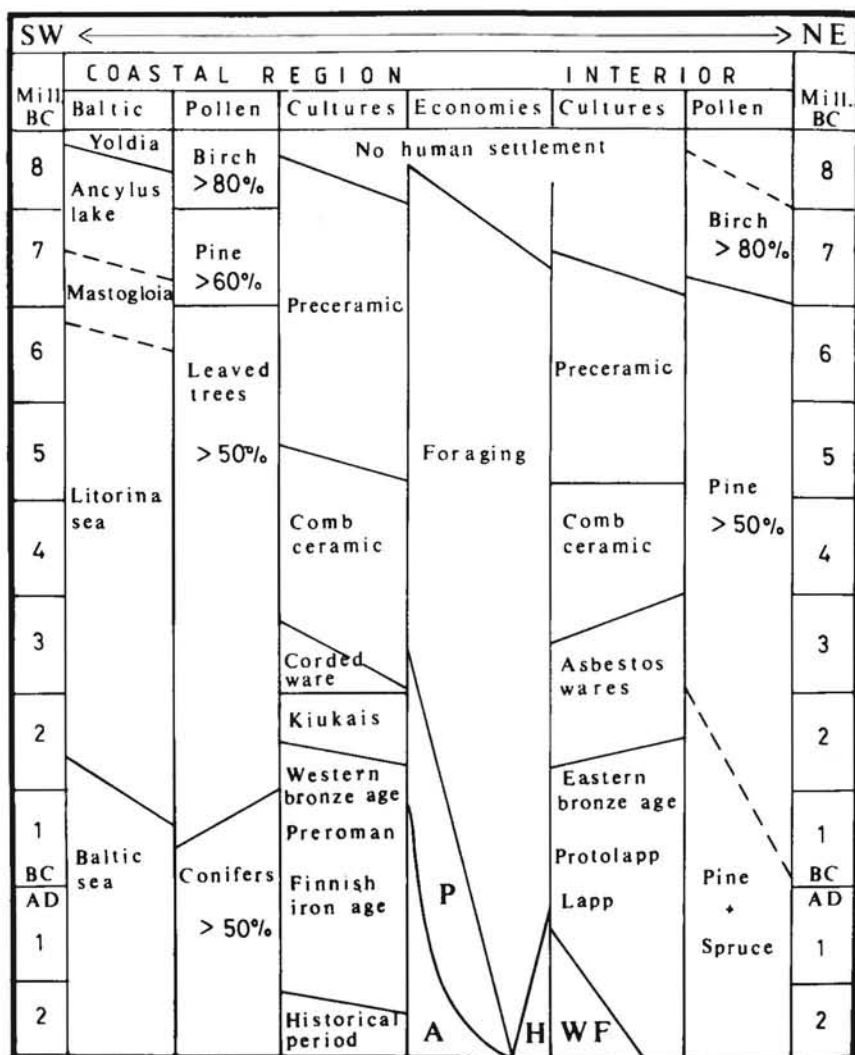 SW NE
COASTAL REGION INTERIOR
Mill. BC
Baltic
Pollen
Cultures
Economies
Cultures
Pollen
Mill. BC
8
7
6
5
4
3
2
1
BC
AD
1
2
Yoldia
Ancylus
lake
Mastogloia
Litorina
sea
Baltic
sea
Birch
>80%
Pine
>60%
Leaved
trees
>50%
Conifers
>50%
No human settlement
Preceramic
Comb
ceramic
Corded
ware
Kiukais
Western
bronze age
Preroman
Finnish
iron age
Historical
period
Foraging
P
A
H
Preceramic
Comb
ceramic
Asbestos
wares
Eastern
bronze age
Protolapp
Lapp
WF
Birch
>80%
Pine
>50%
Pine
+
Spruce
8
7
6
5
4
3
2
1
BC
AD
1
2